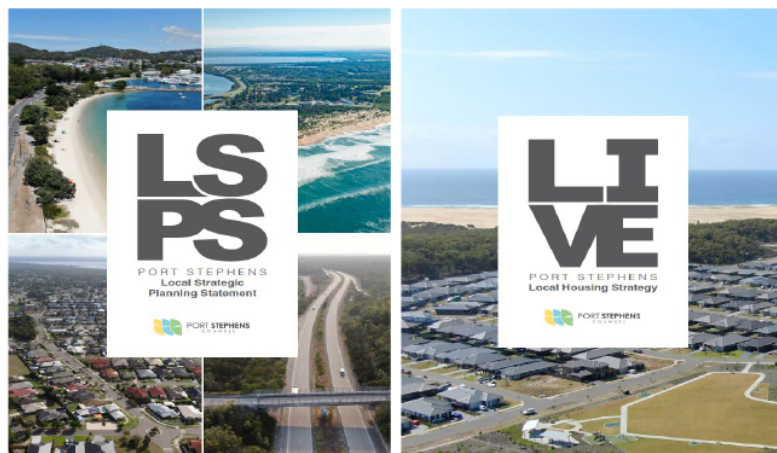 LS
PS
PORT STEPHENS
Local Strategic
Planning Statement
PORT STEPHENS
COUNCIL
LI
VE
PORT STEPHENS
Local Housing Strategy
PORT STEPHENS
COUNCIL